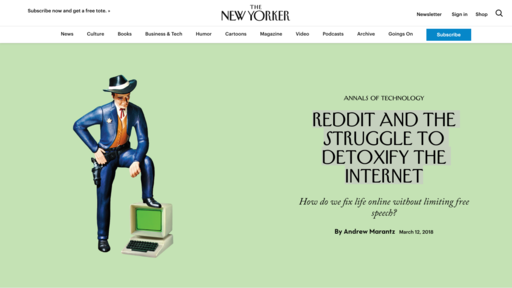 Subscribe now and get a free tote. ›
THE
NEW YORKER
Newsletter Sign in Shop
News Culture Books Business & Tech Humor Cartoons Magazine Video Podcasts Archive Goings On Subscribe
ANNALS OF TECHNOLOGY
REDDIT AND THE
STRUGGLE TO
DETOXIFY THE
INTERNET
How do we fix life online without limiting free
speech?
By Andrew Marantz March 12, 2018